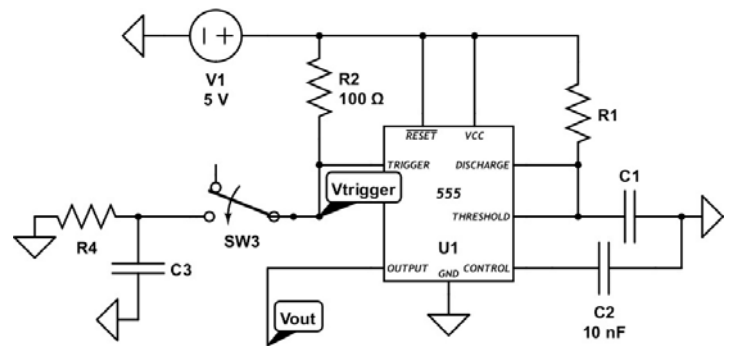 V1
5 V
R2
100 Ω
R1
RESET
VCC
TRIGGER
DISCHARGE
Vtrigger
555
C1
THRESHOLD
R4
SW3
U1
C3
OUTPUT
GND
CONTROL
Vout
C2
10 nF